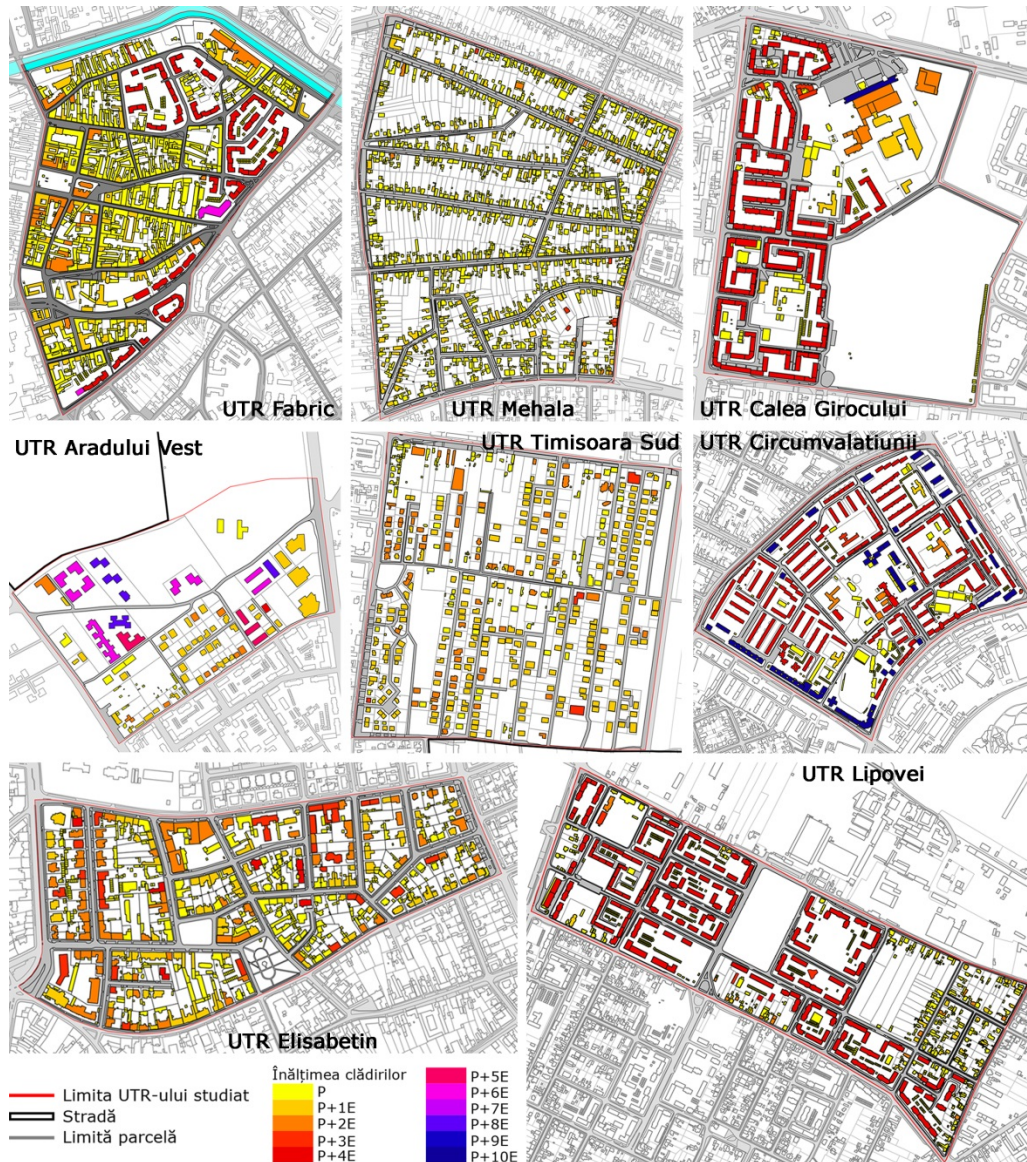 UTR Fabric
UTR Mehala
UTR Calea Girocului
UTR Aradului Vest
UTR Timisoara Sud
UTR Circumvalatiunii
UTR Elisabetin
UTR Lipovei
Limita UTR-ului studiat
Stradă
Limită parcelă
Înălțimea clădirilor
P
P+1E
P+2E
P+3E
P+4E
P+5E
P+6E
P+7E
P+8E
P+9E
P+10E